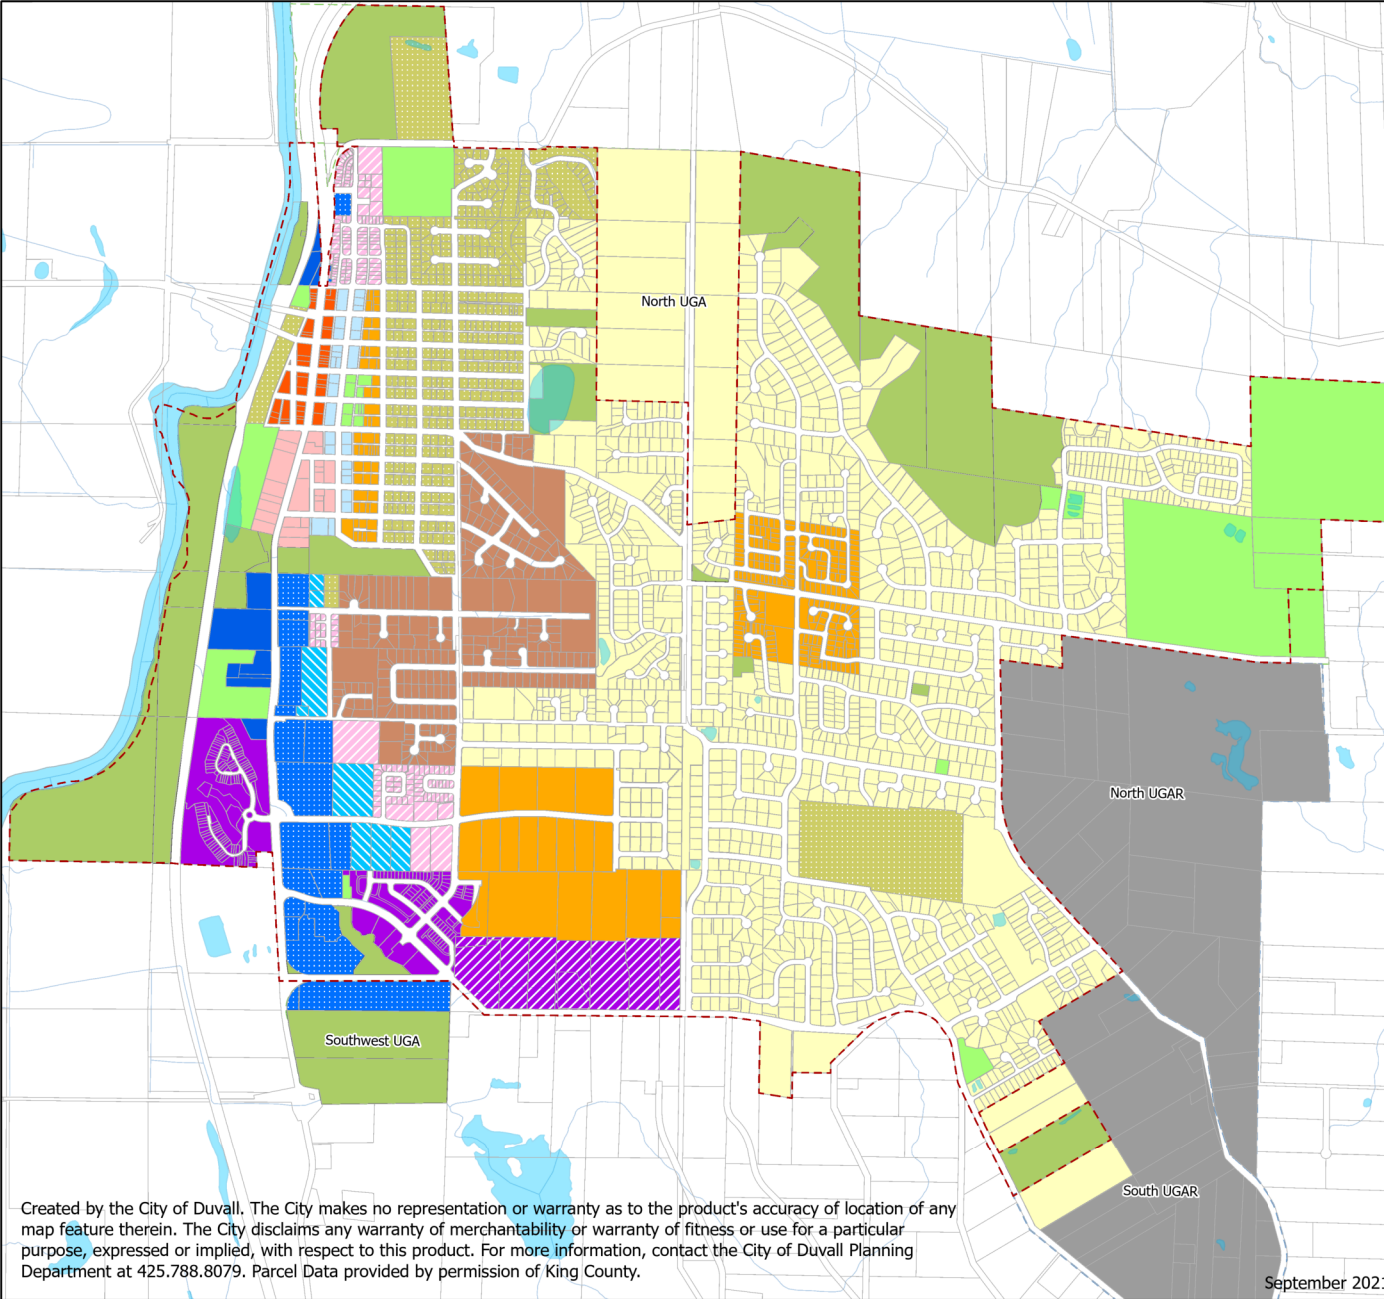 North UGA
North UGAR
Southwest UGA
South UGAR
Created by the City of Duvall. The City makes no representation or warranty as to the product's accuracy of location of any
map feature therein. The City disclaims any warranty of merchantability or warranty of fitness or use for a particular
purpose, expressed or implied, with respect to this product. For more information, contact the City of Duvall Planning
Department at 425.788.8079. Parcel Data provided by permission of King County.
September 2021